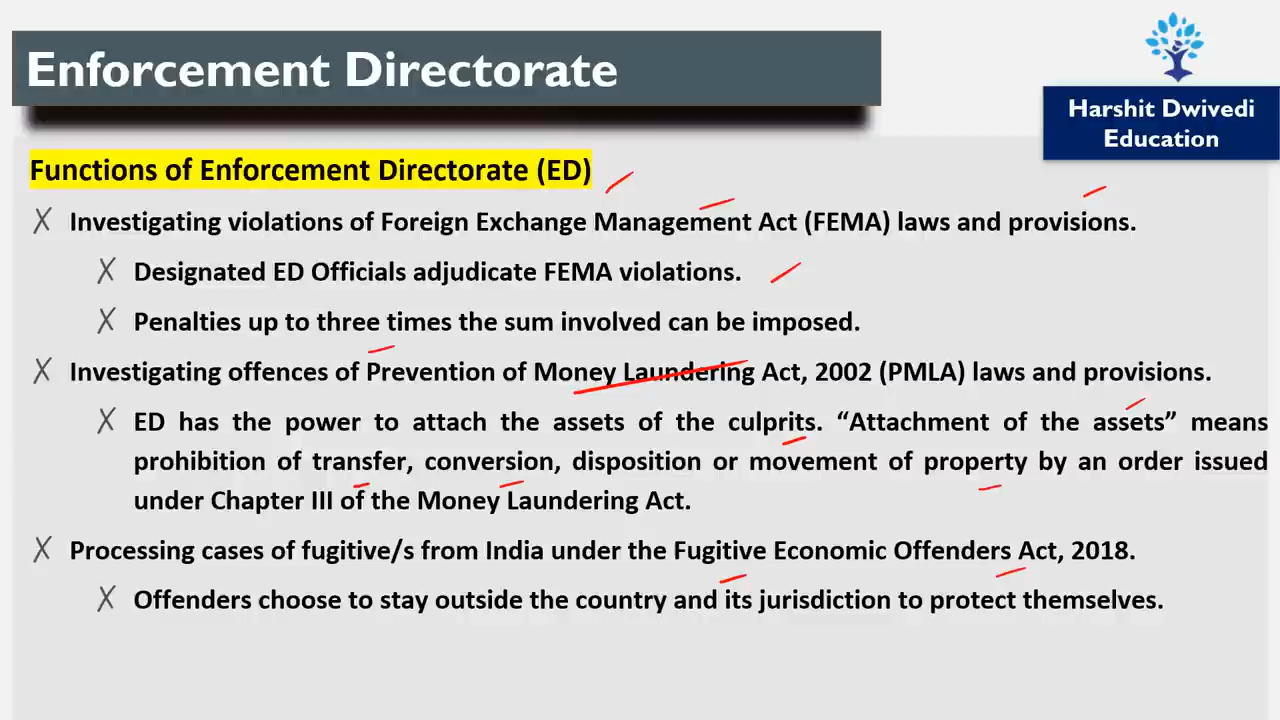 Enforcement Directorate
Harshit Dwivedi
Education
Functions of Enforcement Directorate (ED)
Investigating violations of Foreign Exchange Management Act (FEMA) laws and provisions.
Designated ED Officials adjudicate FEMA violations.
Penalties up to three times the sum involved can be imposed.
Investigating offences of Prevention of Money Laundering Act, 2002 (PMLA) laws and provisions.
ED has the power to attach the assets of the culprits. “Attachment of the assets” means
prohibition of transfer, conversion, disposition or movement of property by an order issued
under Chapter III of the Money Laundering Act.
Processing cases of fugitive/s from India under the Fugitive Economic Offenders Act, 2018.
Offenders choose to stay outside the country and its jurisdiction to protect themselves.